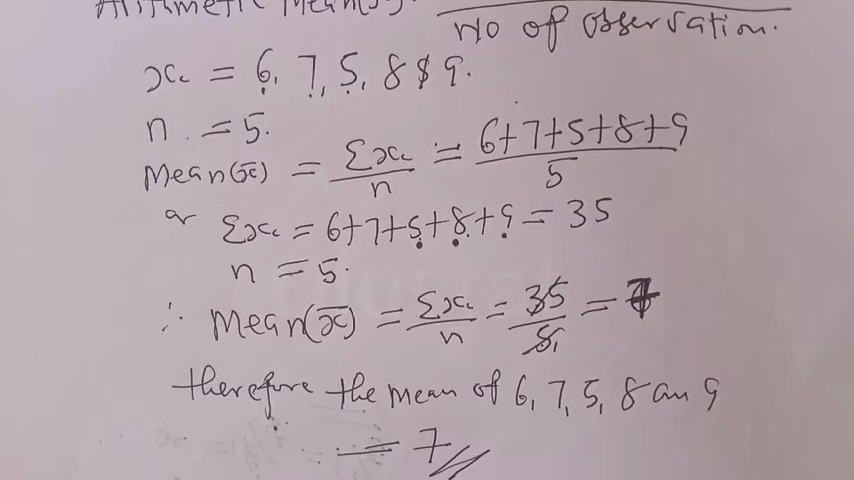 Arithmetic Mean(x̄):
No of observation.
x = 6, 7, 5, 8 $ 9.
n = 5.
Mean(x̄) = Σx/n = 6+7+5+8+9/5
or Σx = 6+7+5+8+9 = 35
n = 5.
∴ Mean(x̄) = Σx/n = 35/5 = 7
therefore the mean of 6, 7, 5, 8 an 9
= 7